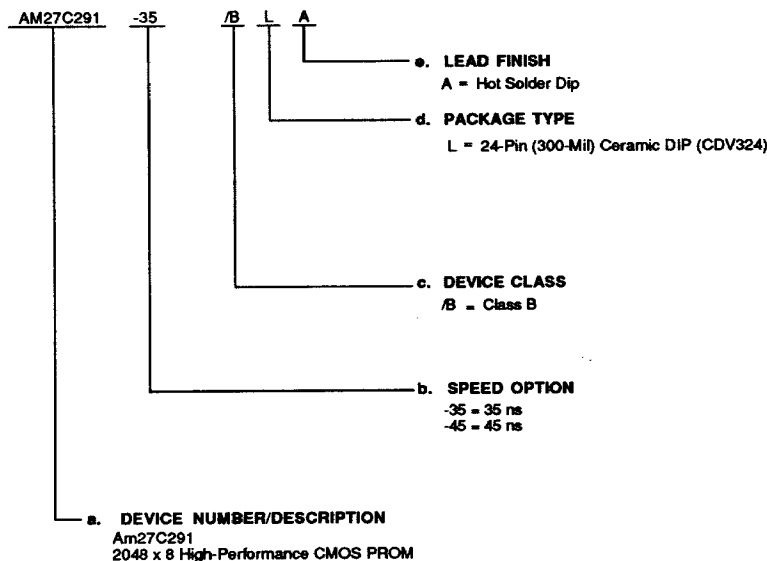 AM27C291 -35 /B L A
e. LEAD FINISH
A = Hot Solder Dip
d. PACKAGE TYPE
L = 24-Pin (300-Mil) Ceramic DIP (CDV324)
c. DEVICE CLASS
/B = Class B
b. SPEED OPTION
-35 = 35 ns
-45 = 45 ns
a. DEVICE NUMBER/DESCRIPTION
Am27C291
2048 x 8 High-Performance CMOS PROM